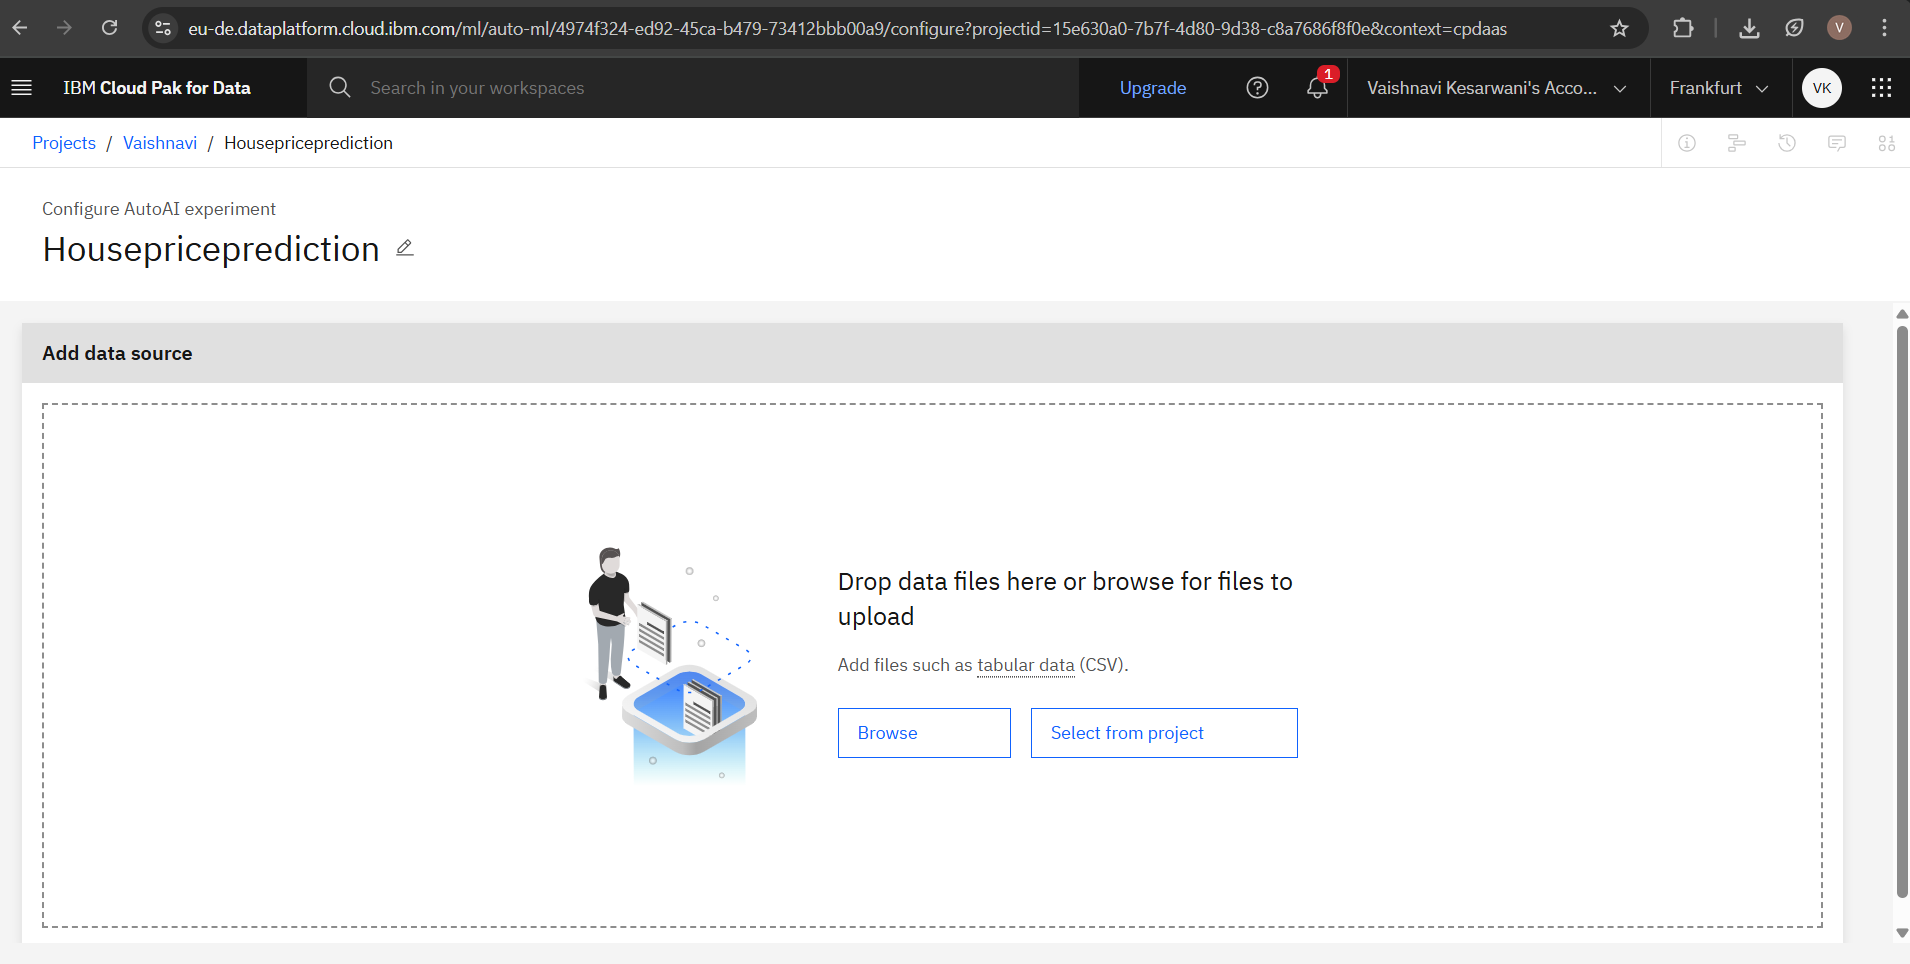 eu-de.dataplatform.cloud.ibm.com/ml/auto-ml/4974f324-ed92-45ca-b479-73412bbb00a9/configure?projectid=15e630a0-7b7f-4d80-9d38-c8a7686f8f0e&context=cpdaas
V
IBM Cloud Pak for Data
Search in your workspaces
Upgrade
1
Vaishnavi Kesarwani's Acco...
Frankfurt
VK
Projects / Vaishnavi / Housepriceprediction
Configure AutoAI experiment
Housepriceprediction
Add data source
Drop data files here or browse for files to
upload
Add files such as tabular data (CSV).
Browse
Select from project